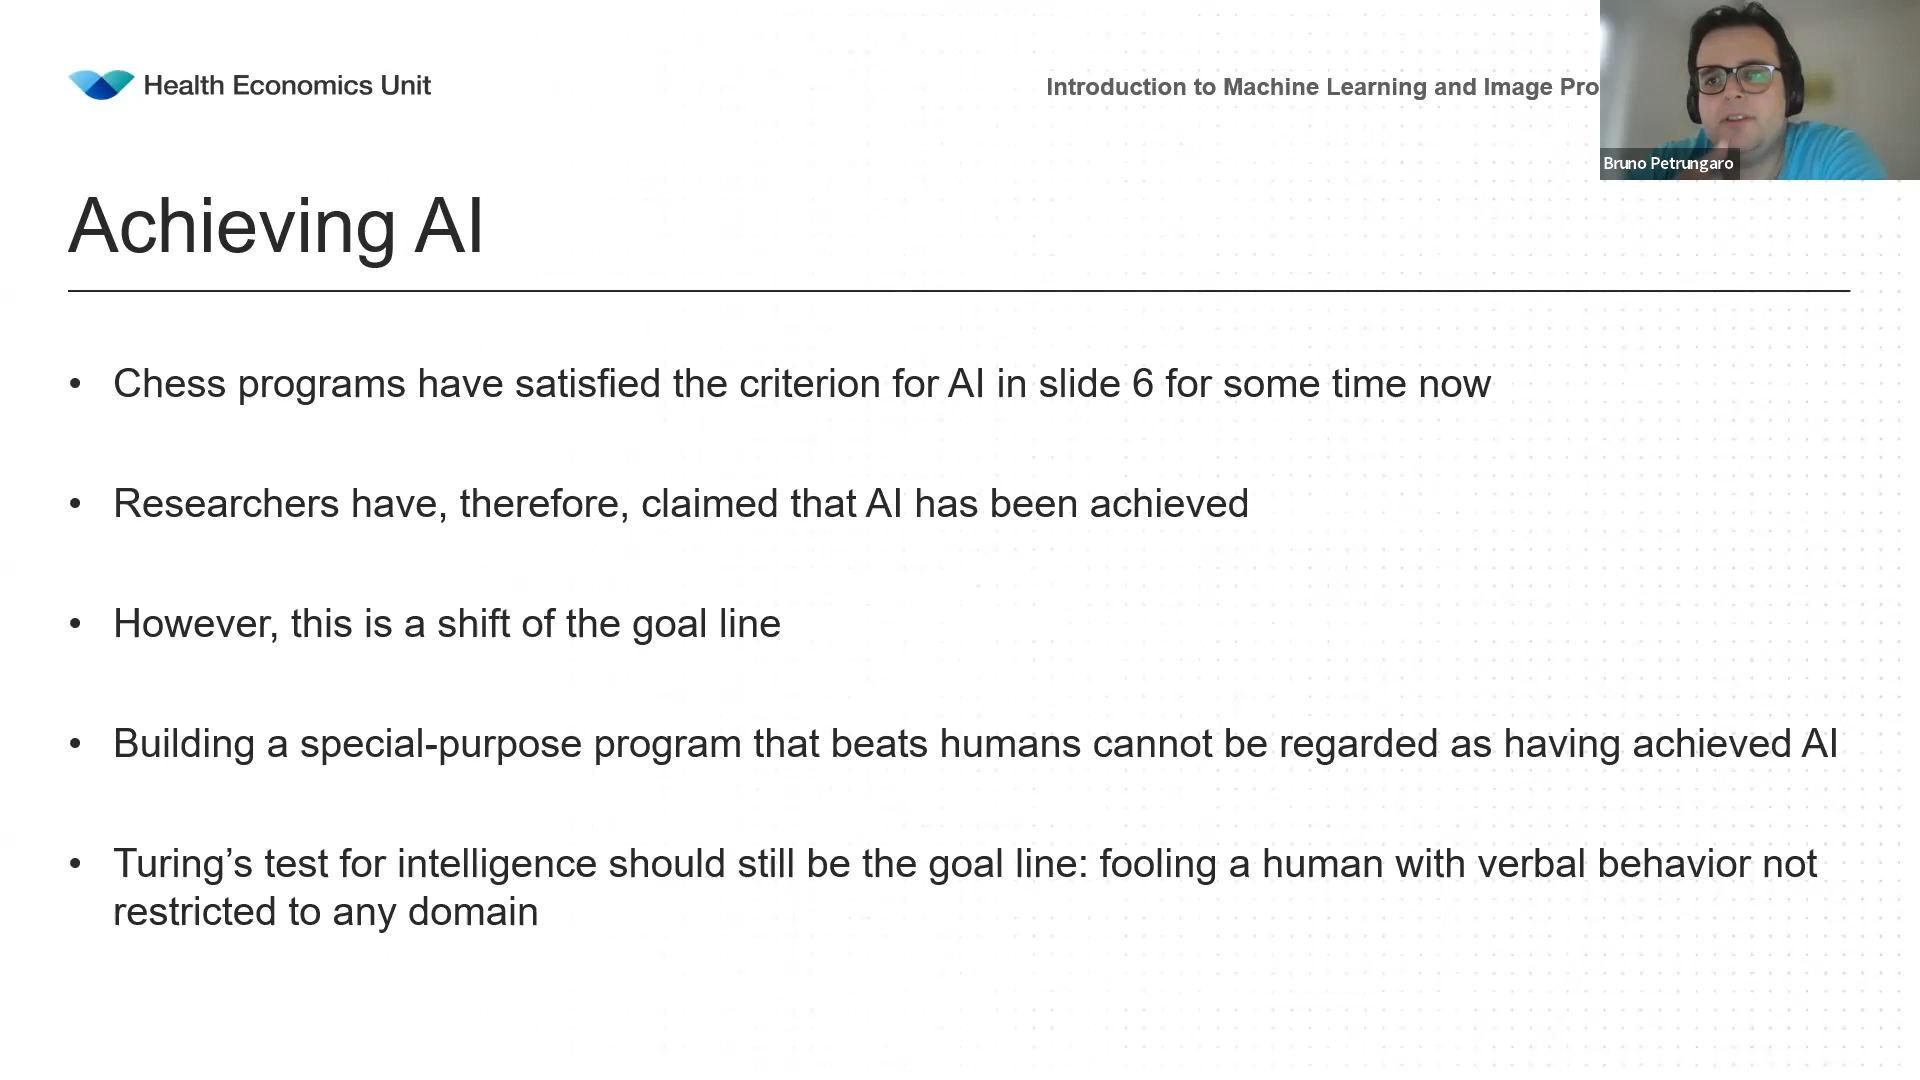 Health Economics Unit
Introduction to Machine Learning and Image Pro
Bruno Petrungaro
Achieving AI
• Chess programs have satisfied the criterion for AI in slide 6 for some time now
• Researchers have, therefore, claimed that AI has been achieved
• However, this is a shift of the goal line
• Building a special-purpose program that beats humans cannot be regarded as having achieved AI
• Turing’s test for intelligence should still be the goal line: fooling a human with verbal behavior not
restricted to any domain